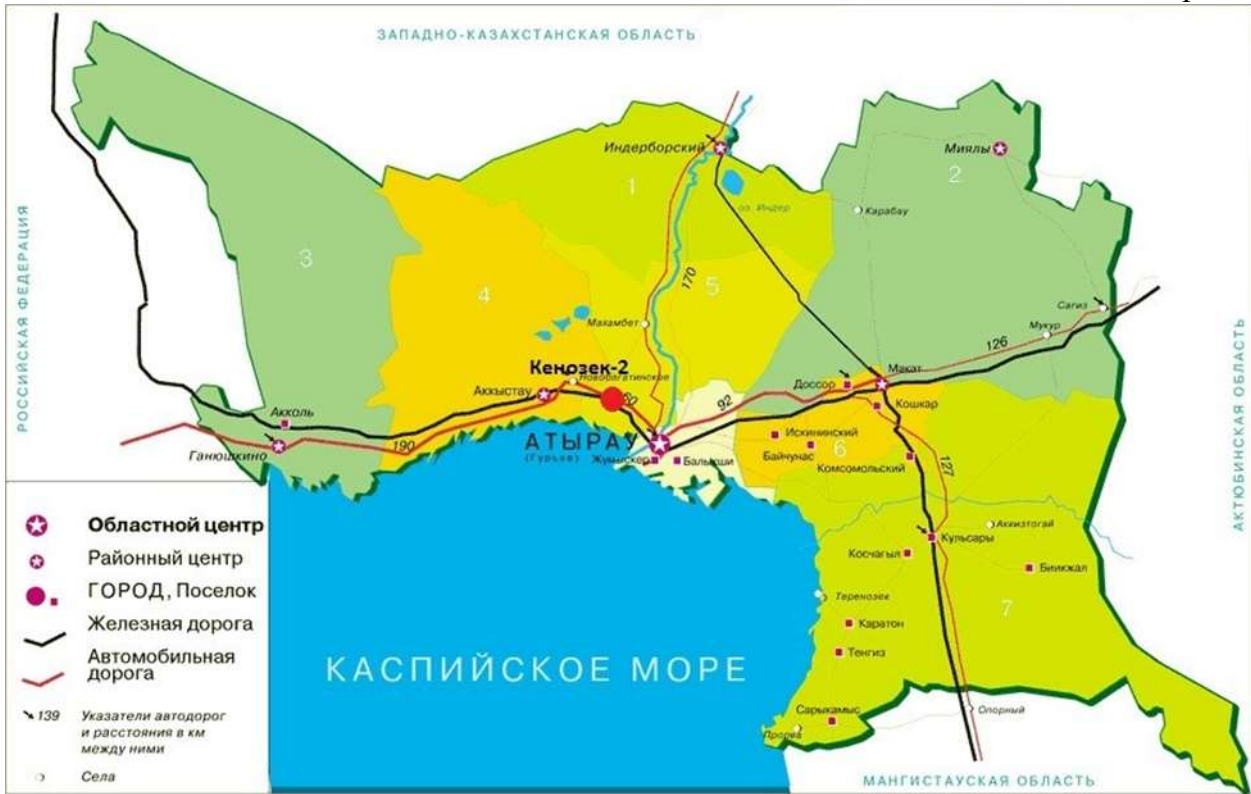 ЗАПАДНО-КАЗАХСТАНСКАЯ ОБЛАСТЬ
РОССИЙСКАЯ ФЕДЕРАЦИЯ
АКТЮБИНСКАЯ ОБЛАСТЬ
Индерборский
Миялы
1
2
оз. Индер
Карабау
3
4
5
170
Сагиз
Мукур
126
Махамбет
Макат
Доссор
Кенозек-2
Новобагатинское
Аккыстау
92
Кошкар
Акколь
Ганюшкино
190
АТЫРАУ
(Гурьев)
Жумыскер
Балыкши
Искининский
Байчунас
6
Комсомольский
127
Аккизтогай
Кульсары
Косчагыл
Биикжал
7
Теренозек
Каратон
Тенгиз
Сарыкамыс
Прорва
Опорный
КАСПИЙСКОЕ МОРЕ
МАНГИСТАУСКАЯ ОБЛАСТЬ
Областной центр
Районный центр
ГОРОД, Поселок
Железная дорога
Автомобильная
дорога
139
Указатели автодорог
и расстояния в км
между ними
Села